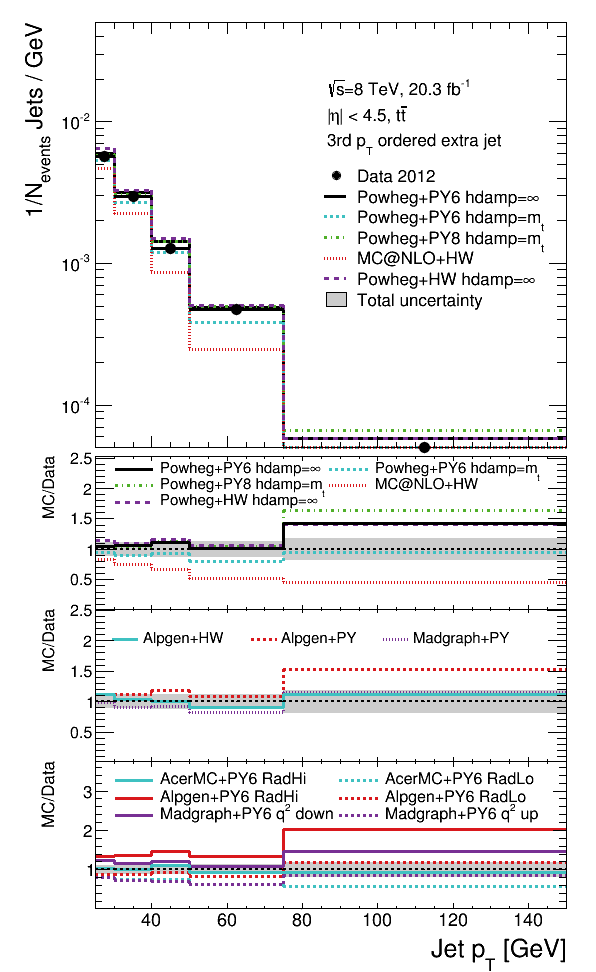 1/N_events Jets / GeV
√s=8 TeV, 20.3 fb⁻¹
|η| < 4.5, tt̅
3rd p_T ordered extra jet
Data 2012
Powheg+PY6 hdamp=∞
Powheg+PY6 hdamp=m_t
Powheg+PY8 hdamp=m_t
MC@NLO+HW
Powheg+HW hdamp=∞
Total uncertainty
10⁻²
10⁻³
10⁻⁴
MC/Data
2.5
2
1.5
1
0.5
Powheg+PY6 hdamp=∞
Powheg+PY6 hdamp=m_t
Powheg+PY8 hdamp=m_t
MC@NLO+HW
Powheg+HW hdamp=∞
MC/Data
2.5
2
1.5
1
0.5
Alpgen+HW
Alpgen+PY
Madgraph+PY
MC/Data
3
2
1
AcerMC+PY6 RadHi
AcerMC+PY6 RadLo
Alpgen+PY6 RadHi
Alpgen+PY6 RadLo
Madgraph+PY6 q² down
Madgraph+PY6 q² up
40 60 80 100 120 140
Jet p_T [GeV]